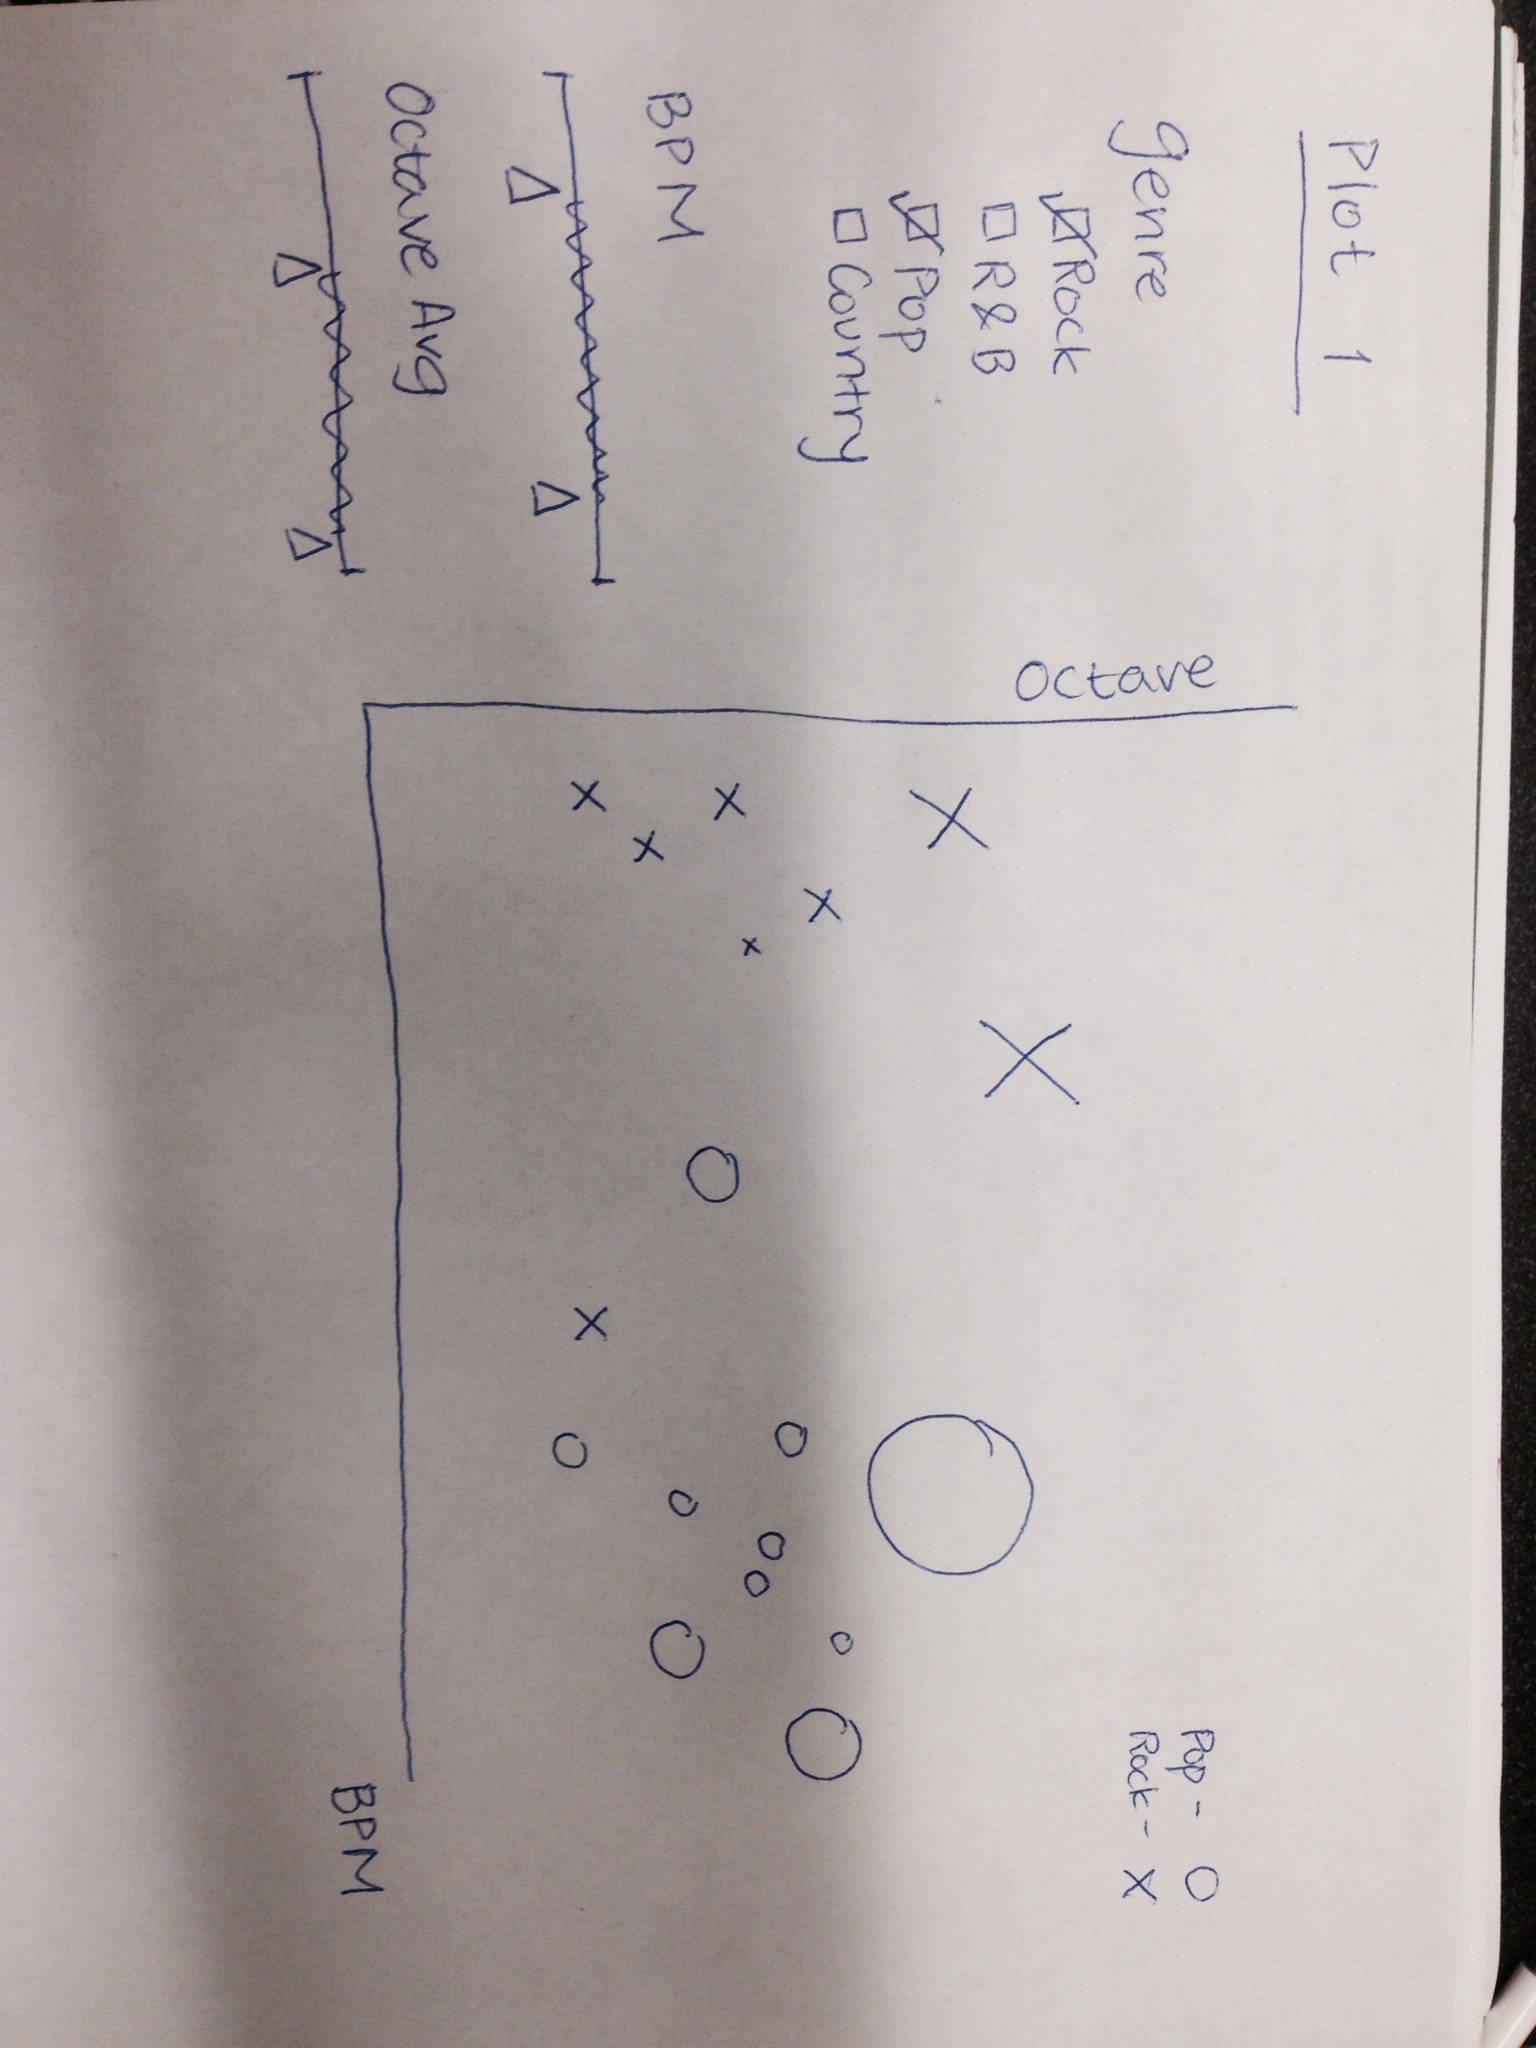 Plot 1
Genre
Rock
R&B
Pop
Country
BPM
Octave Avg
Octave
BPM
Pop - O
Rock - X